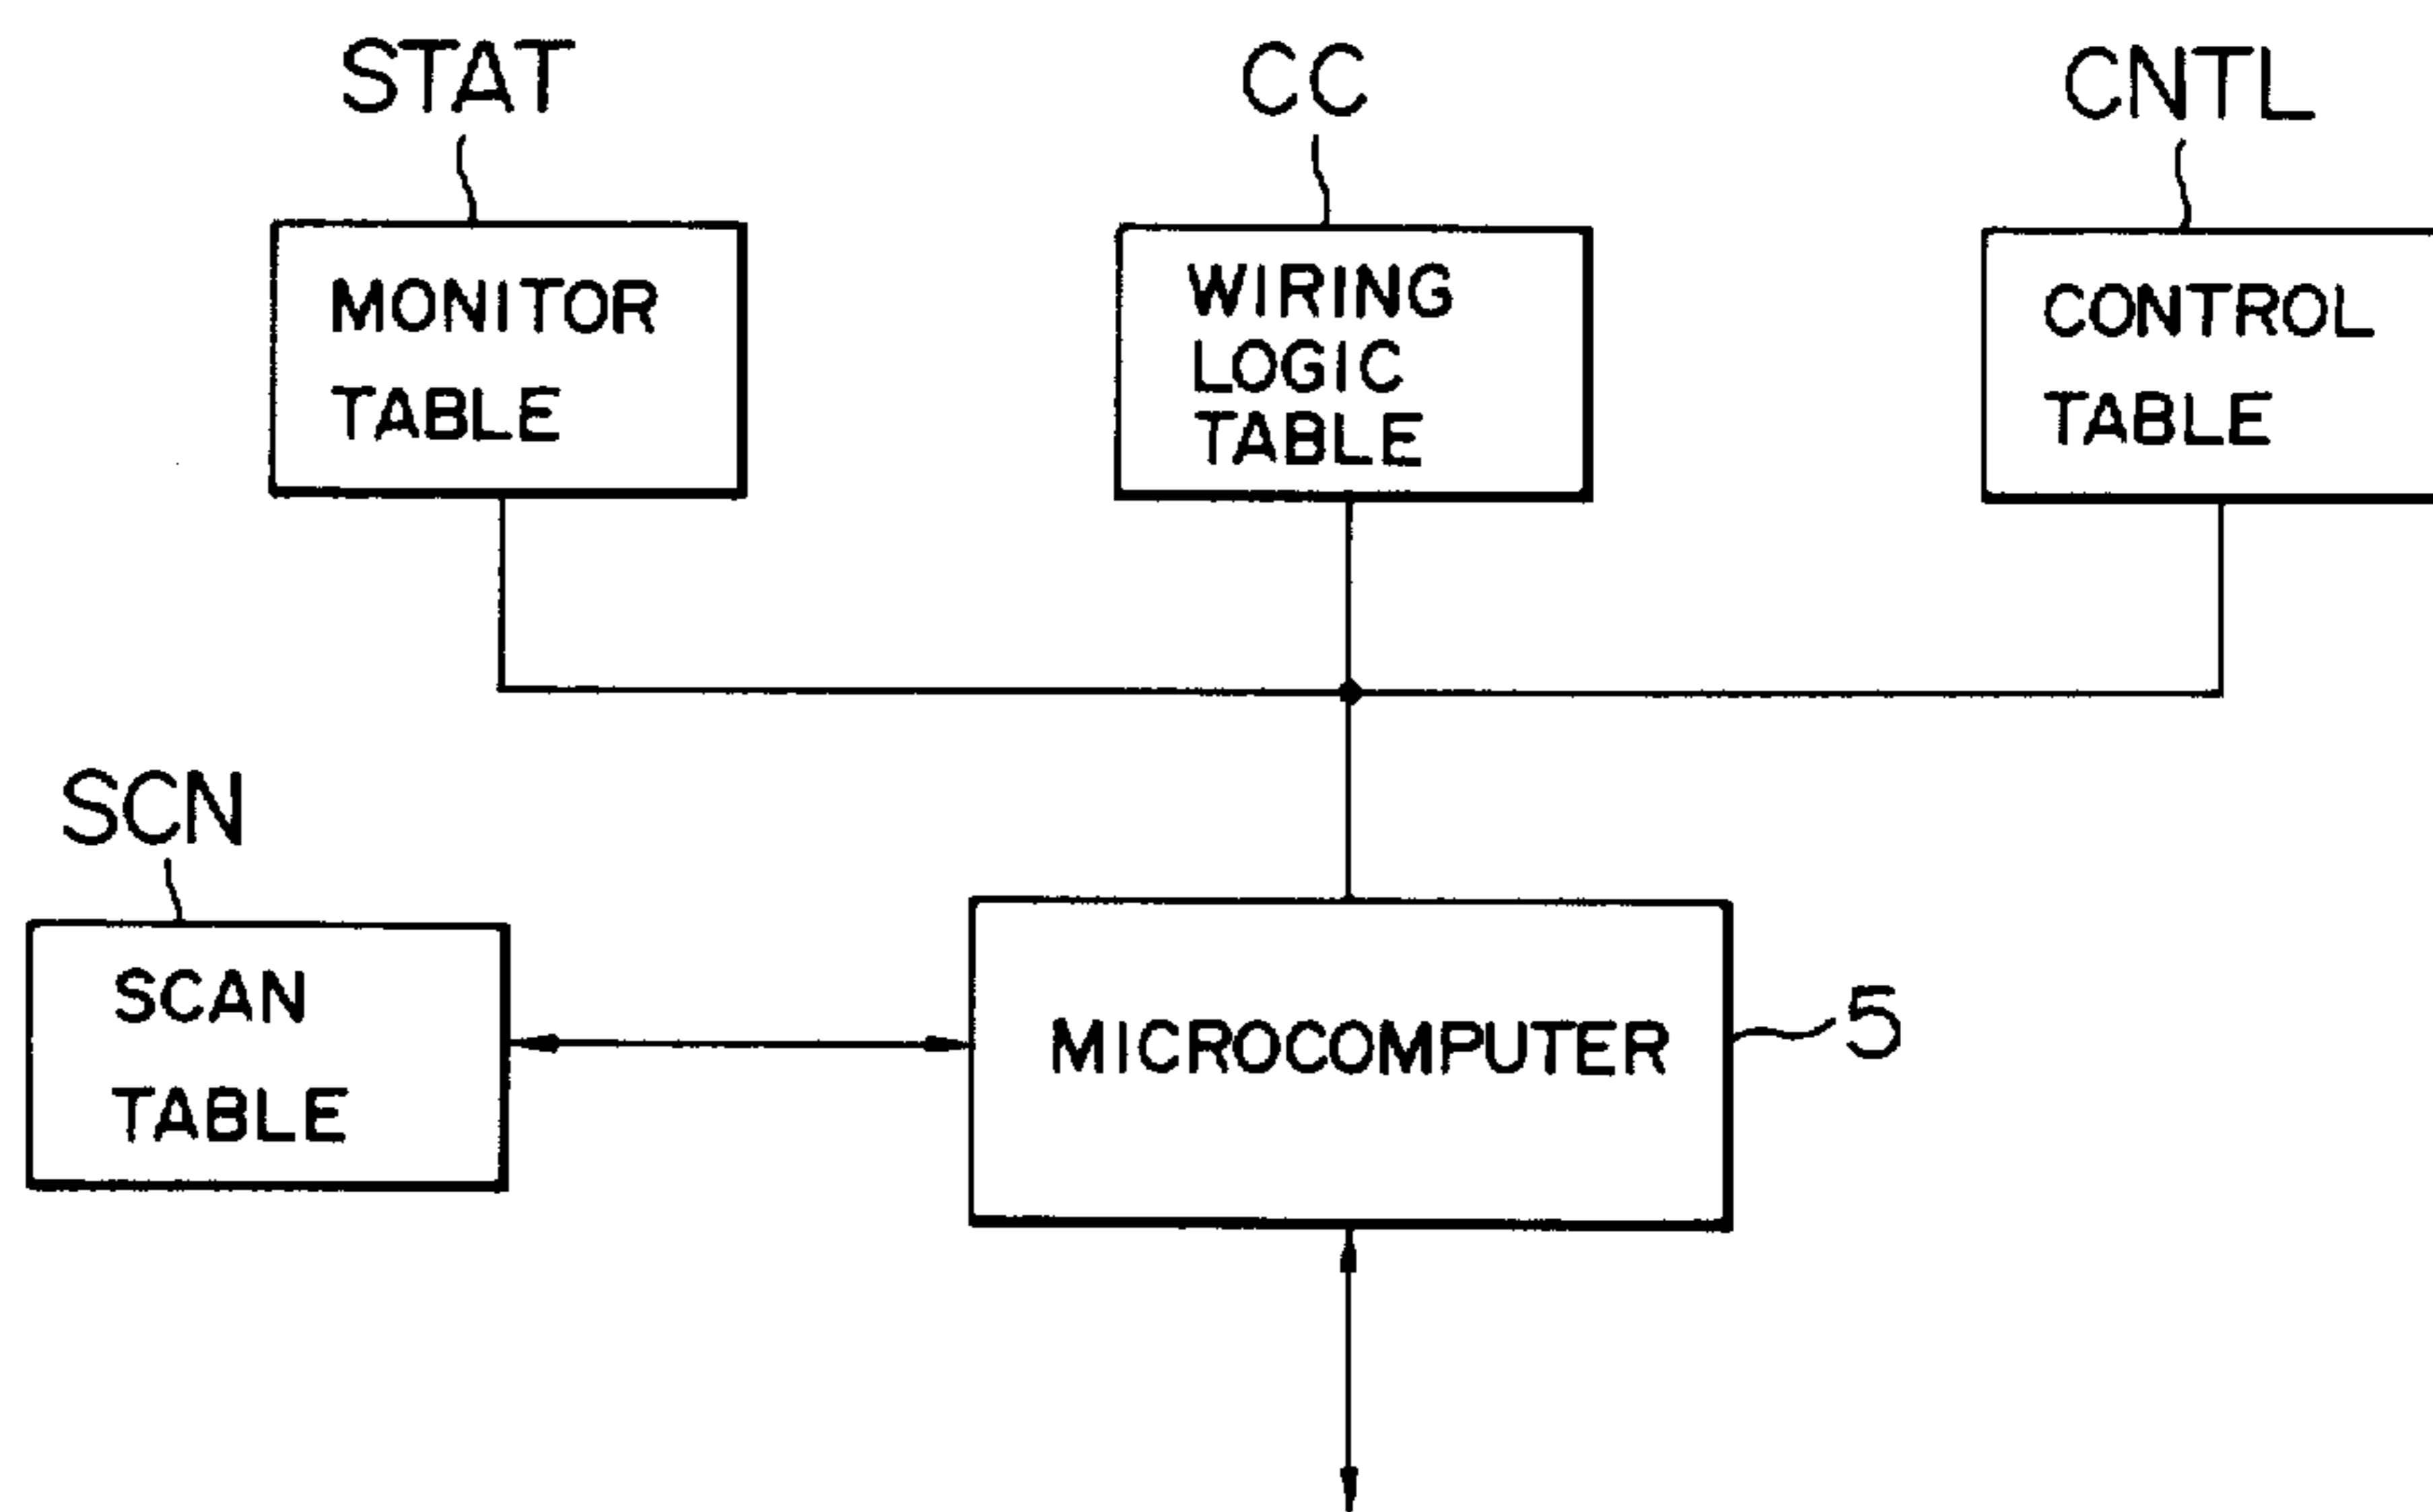 STAT
CC
CNTL
MONITOR
TABLE
WIRING
LOGIC
TABLE
CONTROL
TABLE
SCN
SCAN
TABLE
MICROCOMPUTER
5